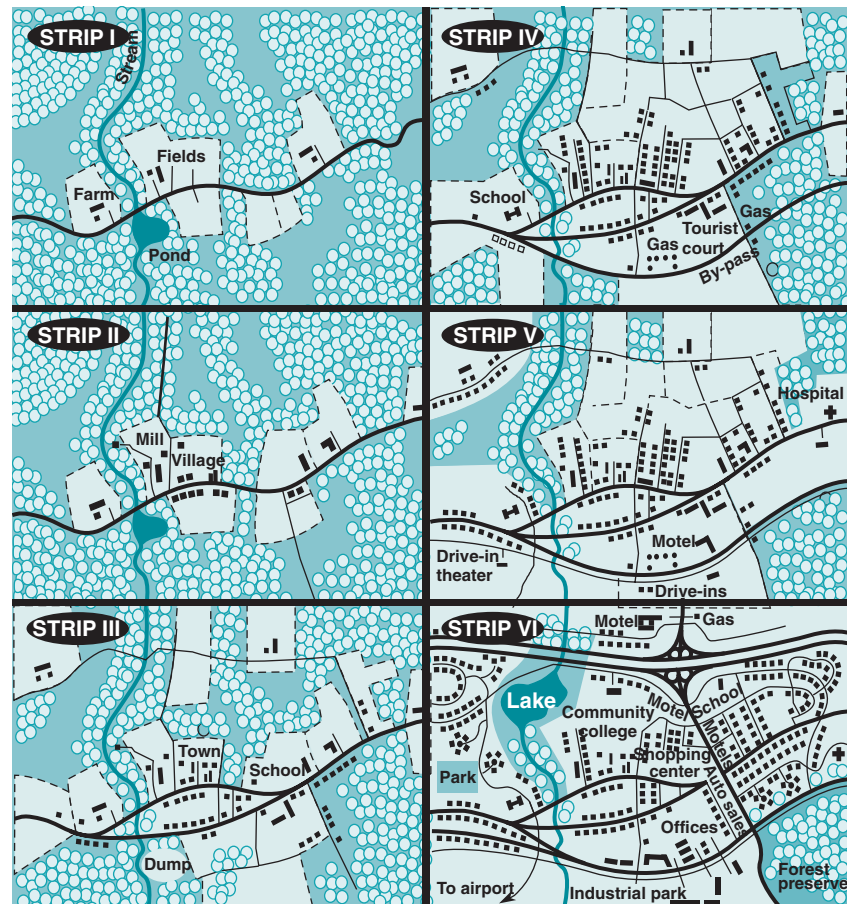 STRIP I
Stream
Fields
Farm
Pond
STRIP II
Mill
Village
STRIP III
Town
School
Dump
STRIP IV
School
Gas
Tourist
court
Gas
By-pass
STRIP V
Hospital
Motel
Drive-in
theater
Drive-ins
STRIP VI
Motel
Gas
Lake
Community
college
Motel
School
Motels
Shopping
center
Auto sales
Park
Offices
To airport
Industrial park
Forest
preserve